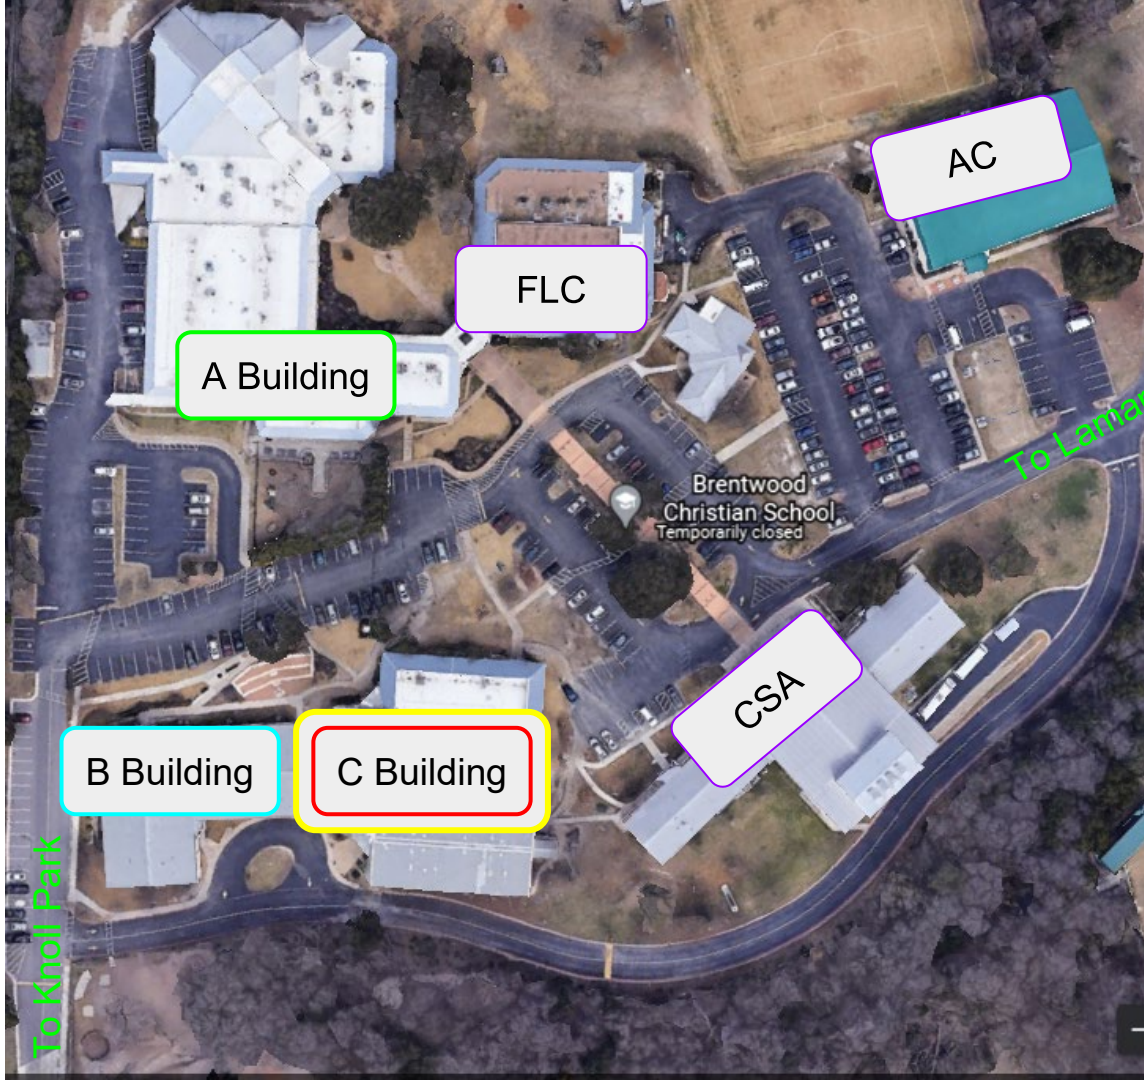 AC
FLC
A Building
To Lamar
Brentwood
Christian School
Temporarily closed
CSA
B Building
C Building
To Knoll Park